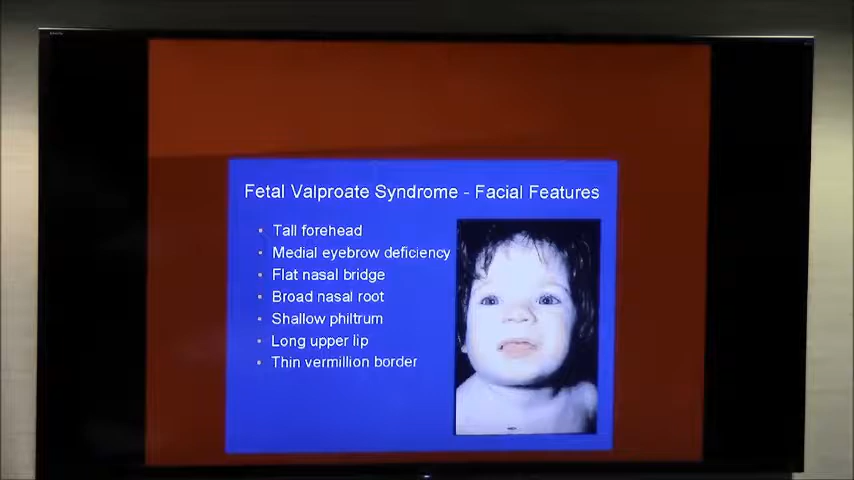 Fetal Valproate Syndrome - Facial Features
• Tall forehead
• Medial eyebrow deficiency
• Flat nasal bridge
• Broad nasal root
• Shallow philtrum
• Long upper lip
• Thin vermillion border